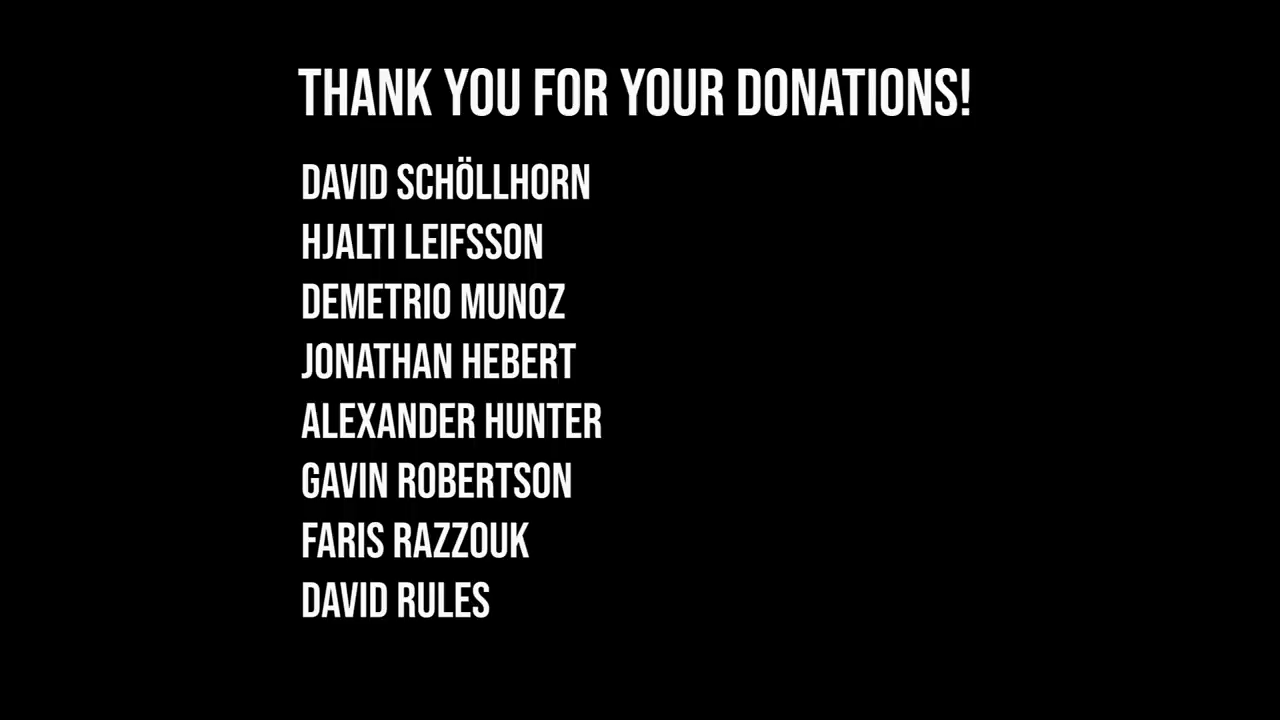 THANK YOU FOR YOUR DONATIONS!
DAVID SCHÖLLHORN
HJALTI LEIFSSON
DEMETRIO MUNOZ
JONATHAN HEBERT
ALEXANDER HUNTER
GAVIN ROBERTSON
FARIS RAZZOUK
DAVID RULES